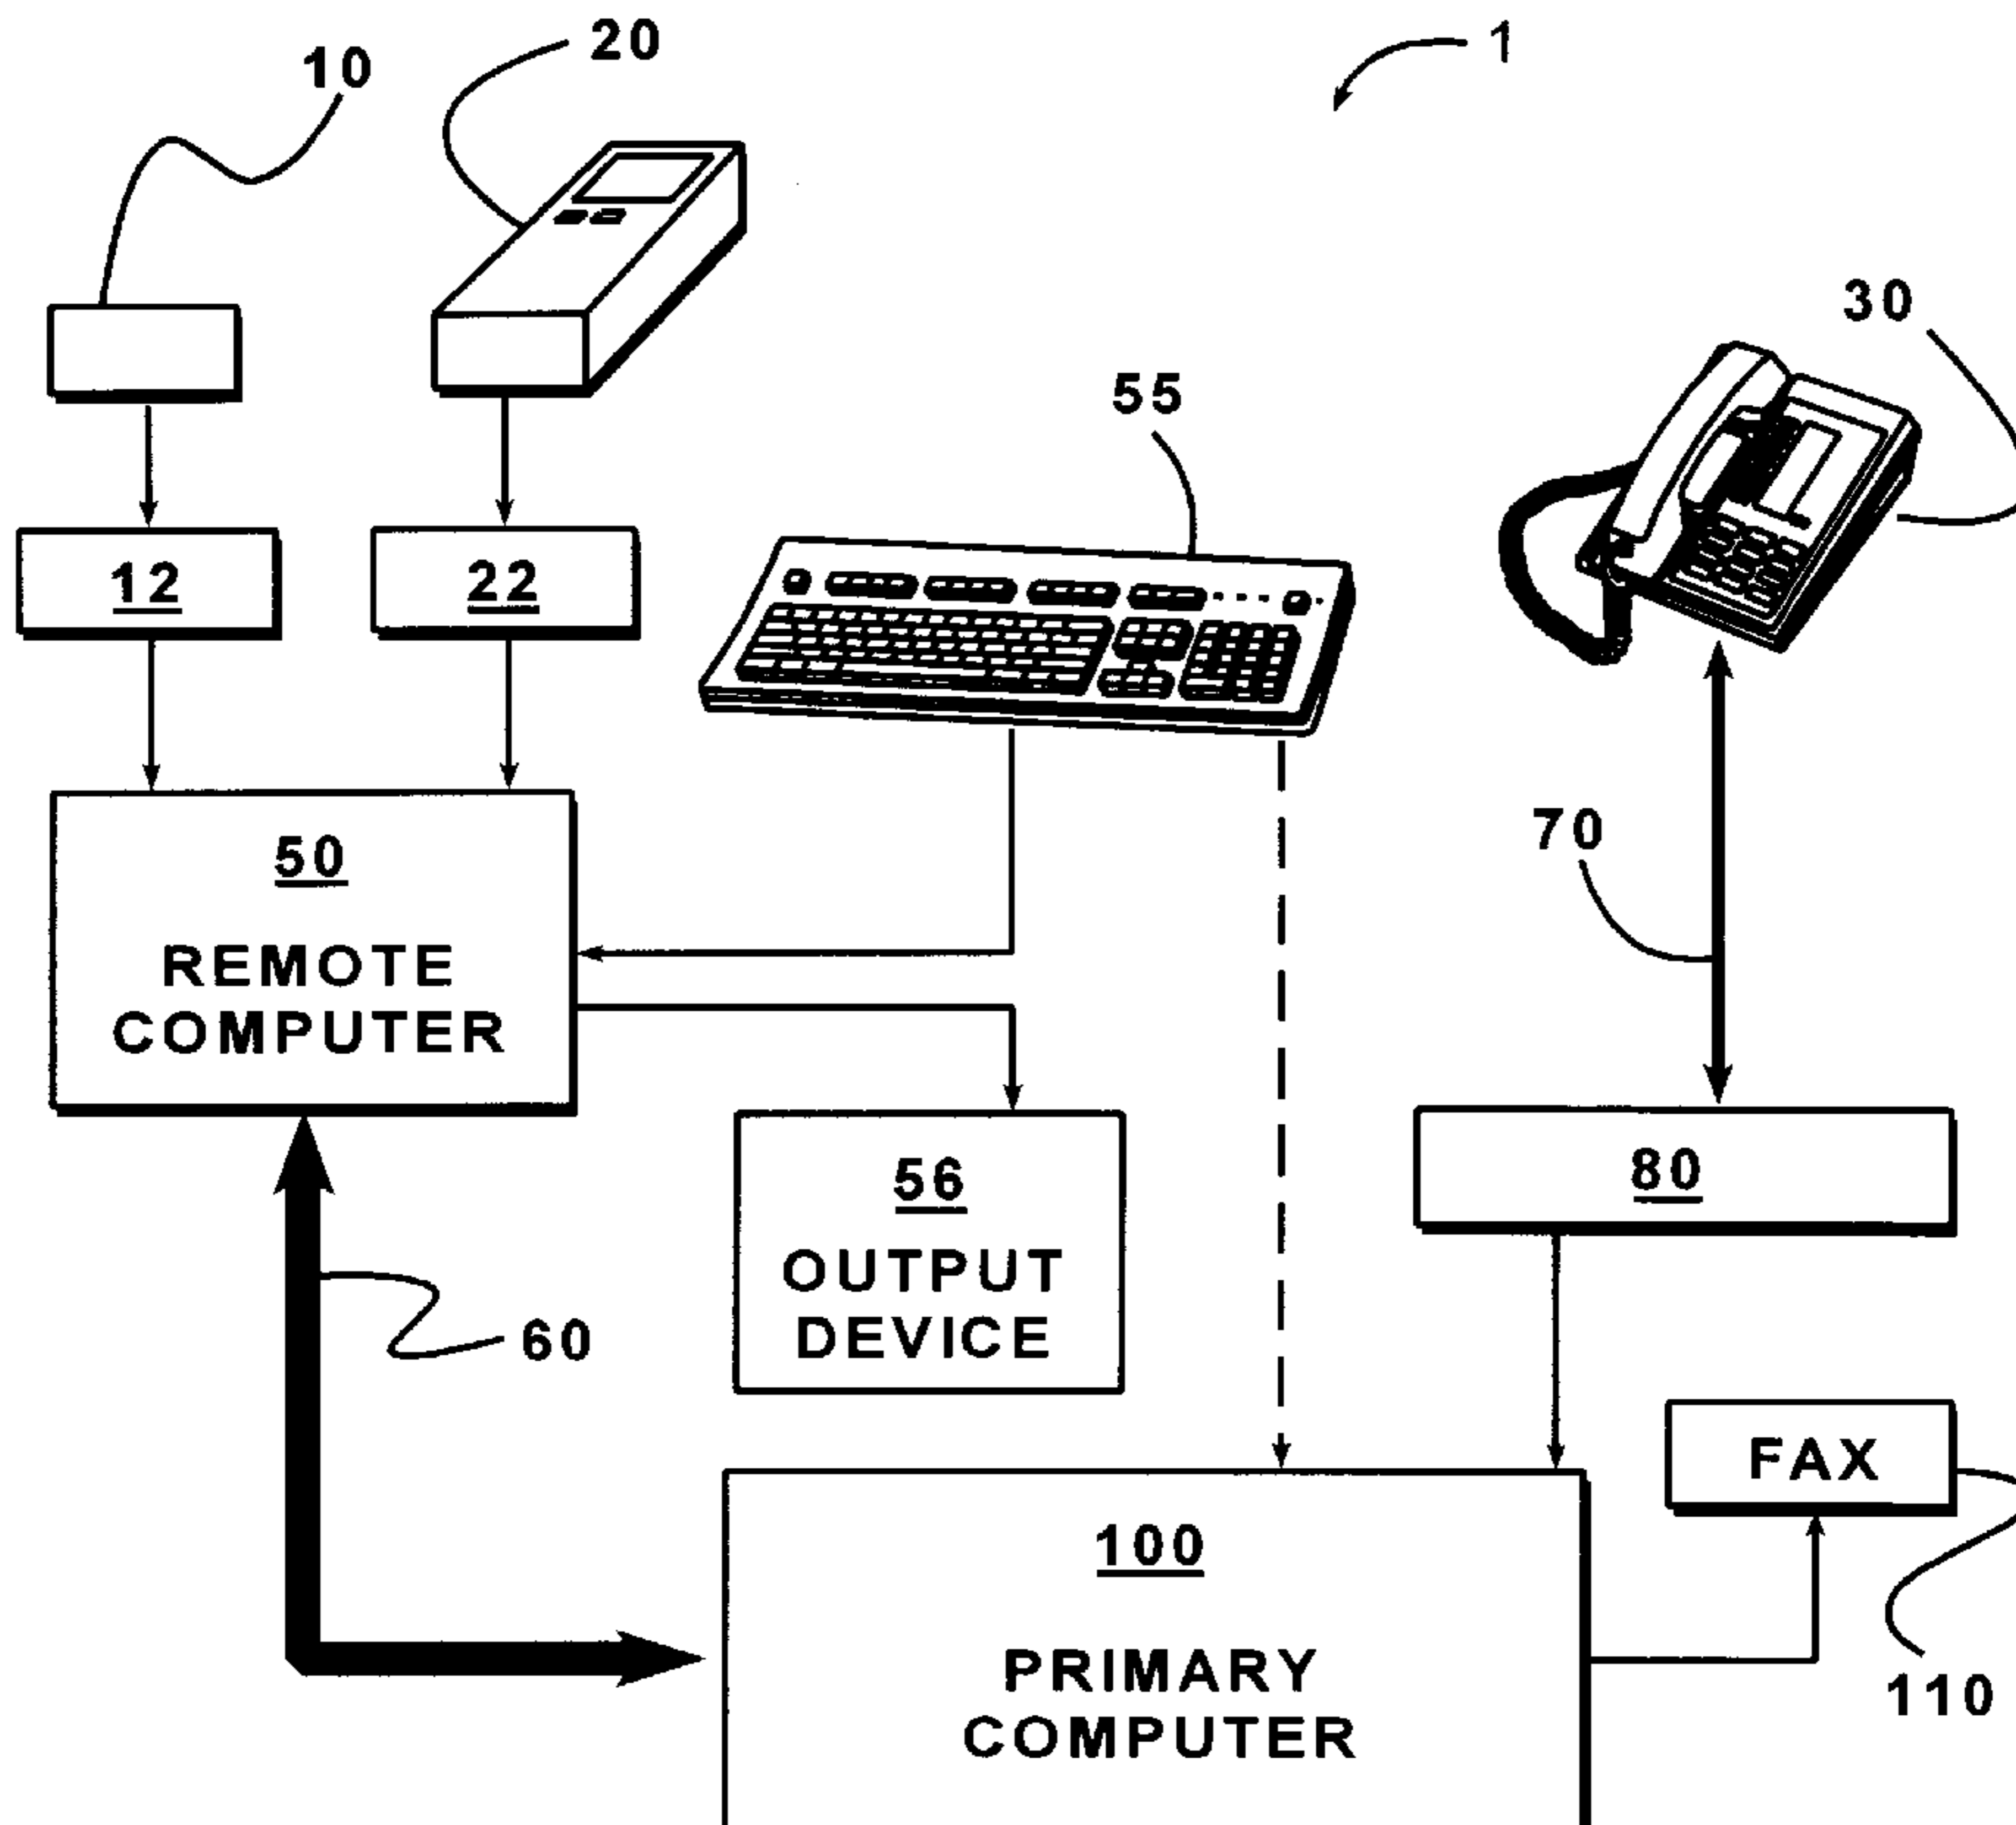 10
20
1
30
55
12
22
70
50
REMOTE
COMPUTER
80
56
OUTPUT
DEVICE
60
FAX
100
110
PRIMARY
COMPUTER